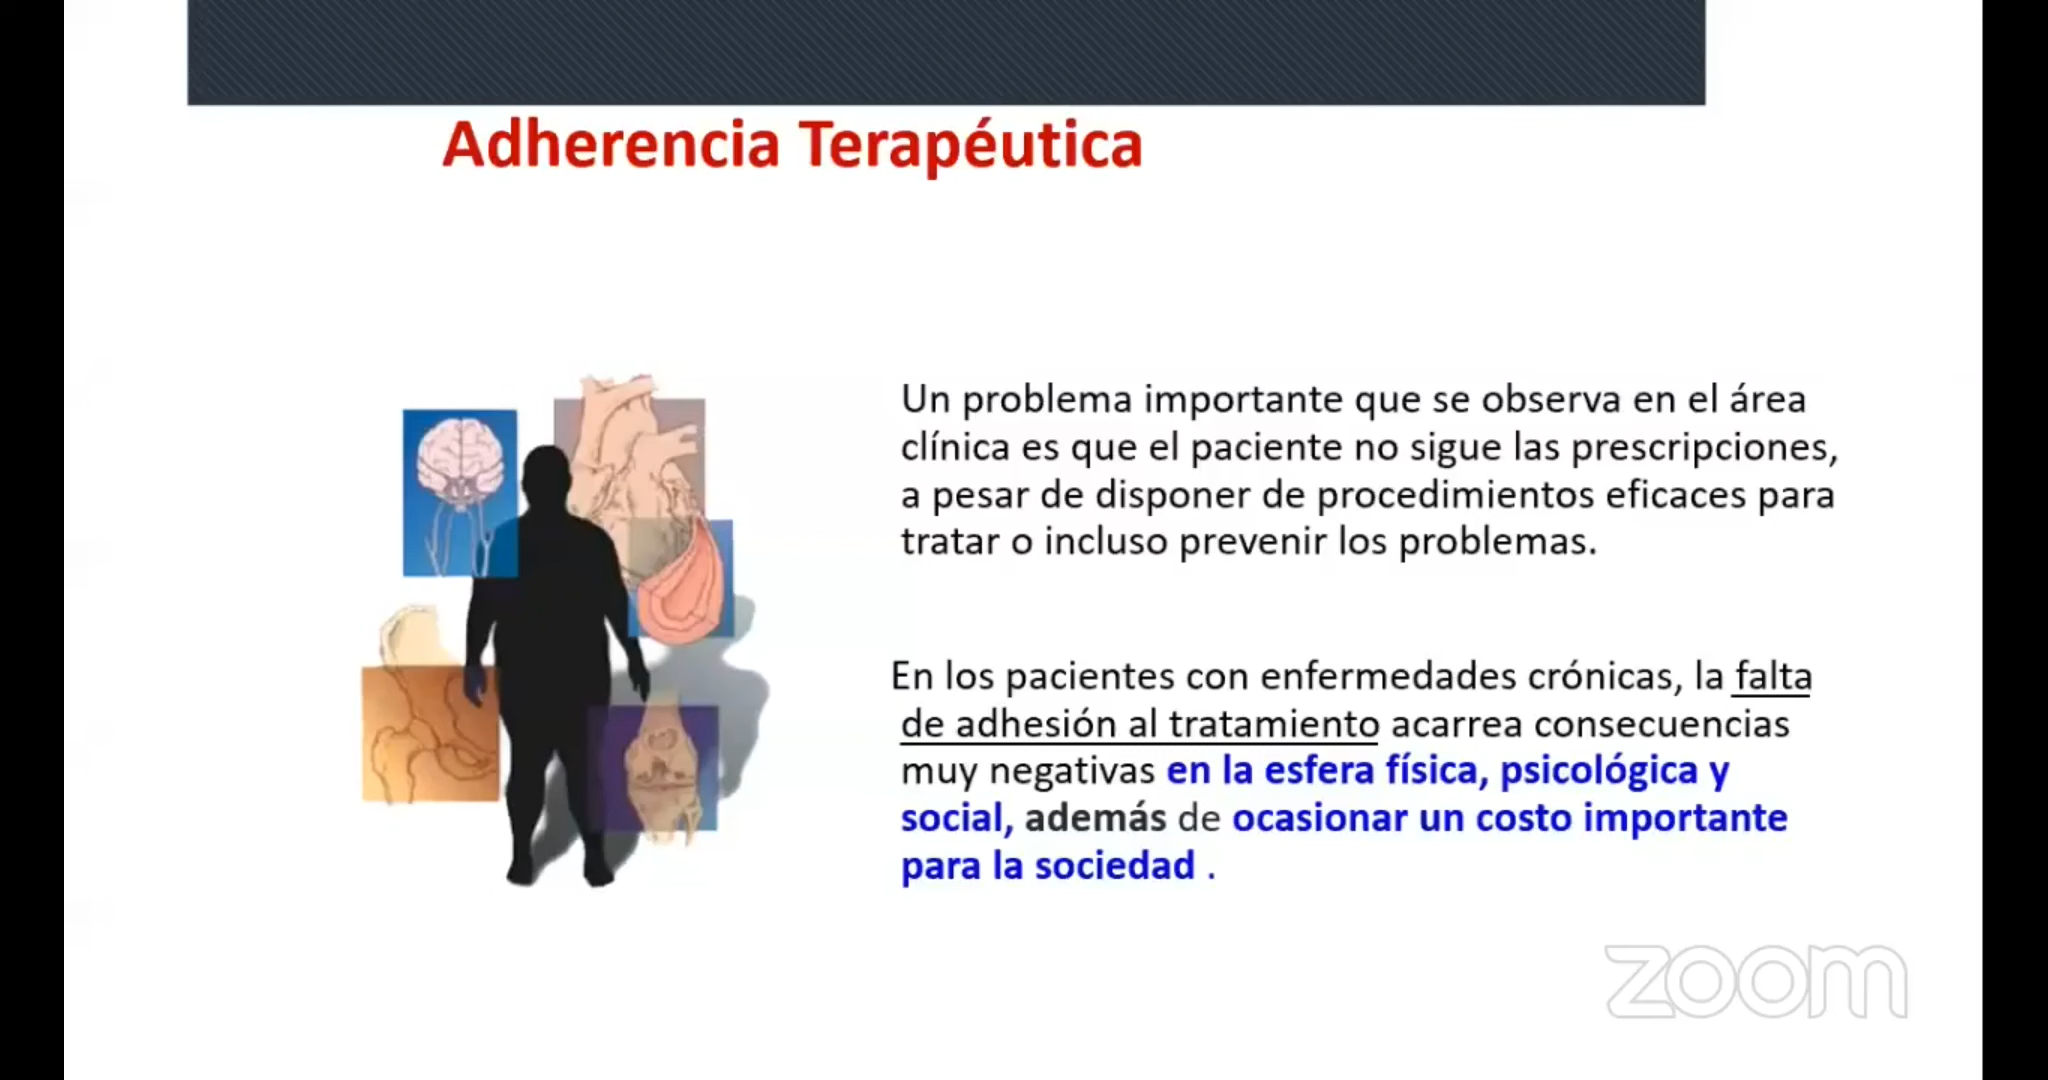 Adherencia Terapéutica
Un problema importante que se observa en el área
clínica es que el paciente no sigue las prescripciones,
a pesar de disponer de procedimientos eficaces para
tratar o incluso prevenir los problemas.
En los pacientes con enfermedades crónicas, la falta
de adhesión al tratamiento acarrea consecuencias
muy negativas en la esfera física, psicológica y
social, además de ocasionar un costo importante
para la sociedad .
zoom